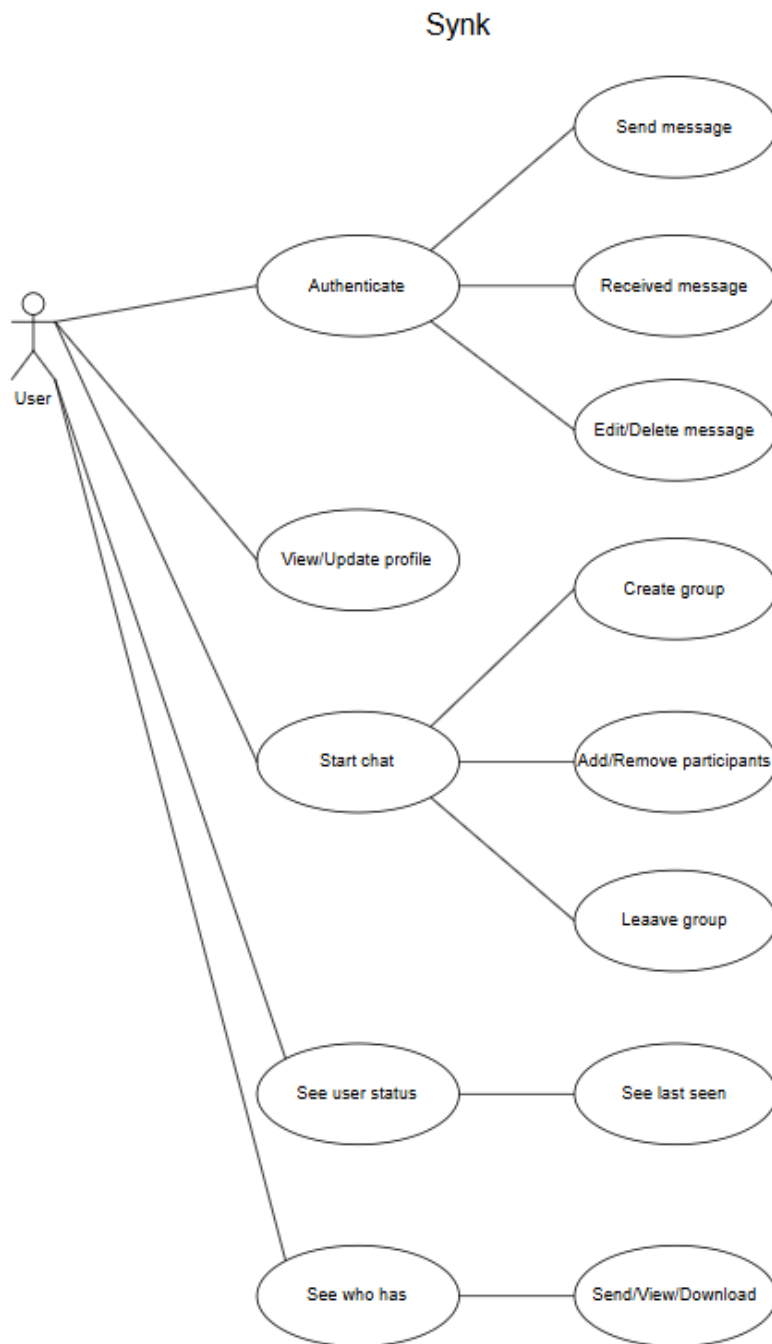 Synk
Send message
Authenticate
Received message
User
Edit/Delete message
View/Update profile
Create group
Start chat
Add/Remove participants
Leaave group
See user status
See last seen
See who has
Send/View/Download